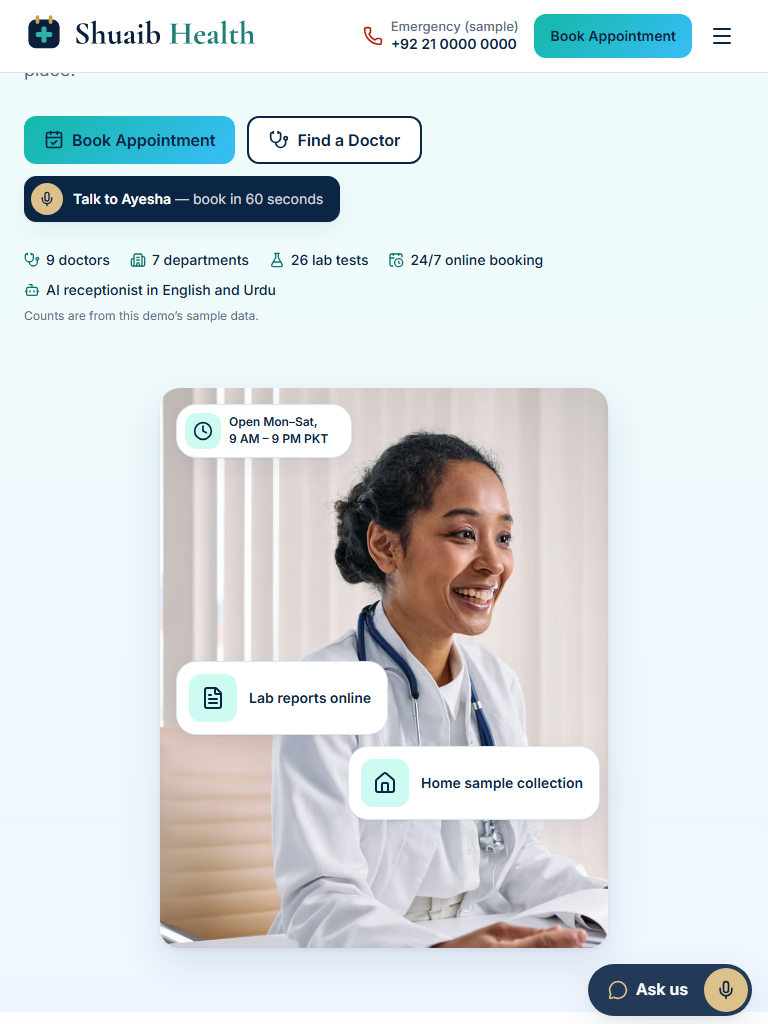 Shuaib Health
Emergency (sample)
+92 21 0000 0000
Book Appointment
place.
Book Appointment
Find a Doctor
Talk to Ayesha — book in 60 seconds
9 doctors
7 departments
26 lab tests
24/7 online booking
AI receptionist in English and Urdu
Counts are from this demo’s sample data.
Open Mon–Sat,
9 AM – 9 PM PKT
Lab reports online
Home sample collection
Ask us